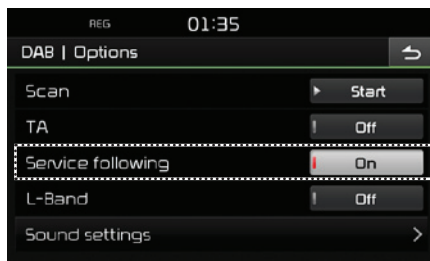 REG 01:35
DAB | Options
Scan Start
TA Off
Service following On
L-Band Off
Sound settings